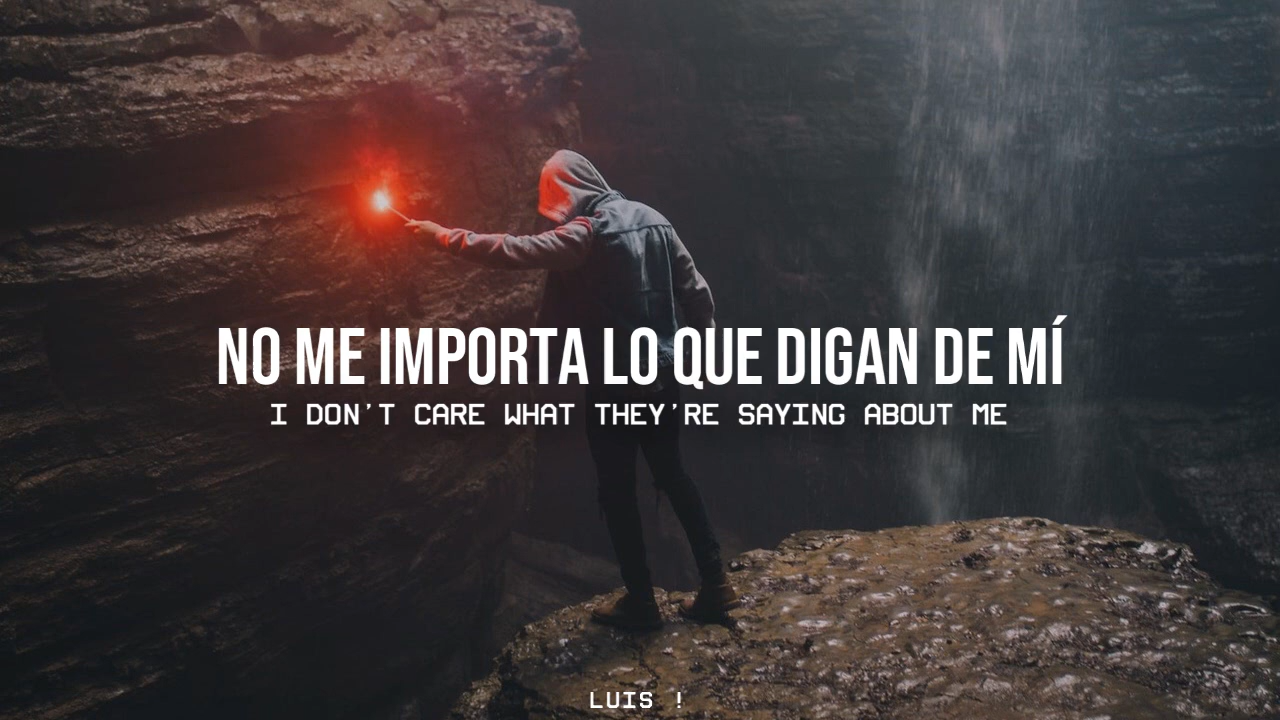 NO ME IMPORTA LO QUE DIGAN DE MÍ
I DON'T CARE WHAT THEY'RE SAYING ABOUT ME
LUIS !